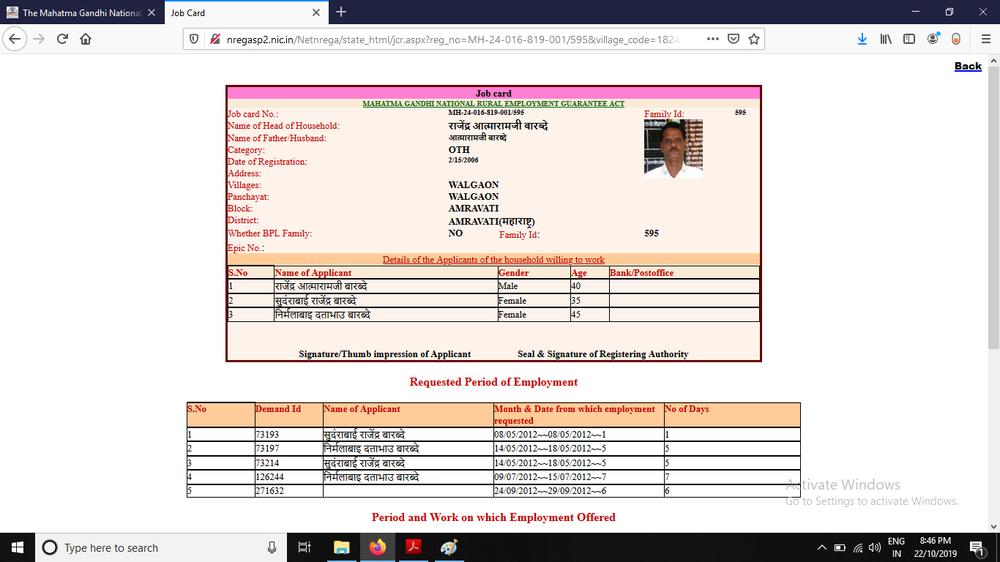 The Mahatma Gandhi National
Job Card
nregasp2.nic.in/Netnrega/state_html/jcr.aspx?reg_no=MH-24-016-819-001/595&village_code=1824
Back
Job card
MAHATMA GANDHI NATIONAL RURAL EMPLOYMENT GUARANTEE ACT
Job card No.: MH-24-016-819-001/595 Family Id: 595
Name of Head of Household: राजेंद्र आत्मारामजी बारब्दे
Name of Father/Husband: आत्मारामजी बारब्दे
Category: OTH
Date of Registration: 2/15/2006
Address:
Villages: WALGAON
Panchayat: WALGAON
Block: AMRAVATI
District: AMRAVATI(महाराष्ट्र)
Whether BPL Family: NO Family Id: 595
Epic No.:
Details of the Applicants of the household willing to work
S.No Name of Applicant Gender Age Bank/Postoffice
1 राजेंद्र आत्मारामजी बारब्दे Male 40
2 सुदंराबाई राजेंद्र बारब्दे Female 35
3 निर्मलाबाइ दताभाउ बारब्दे Female 45
Signature/Thumb impression of Applicant Seal & Signature of Registering Authority
Requested Period of Employment
S.No Demand Id Name of Applicant Month & Date from which employment requested No of Days
1 73193 सुदंराबाई राजेंद्र बारब्दे 08/05/2012~~08/05/2012~~1 1
2 73197 निर्मलाबाइ दताभाउ बारब्दे 14/05/2012~~18/05/2012~~5 5
3 73214 सुदंराबाई राजेंद्र बारब्दे 14/05/2012~~18/05/2012~~5 5
4 126244 निर्मलाबाइ दताभाउ बारब्दे 09/07/2012~~15/07/2012~~7 7
5 271632 24/09/2012~~29/09/2012~~6 6
Activate Windows
Go to Settings to activate Windows.
Period and Work on which Employment Offered
Type here to search
ENG
IN
8:46 PM
22/10/2019
1